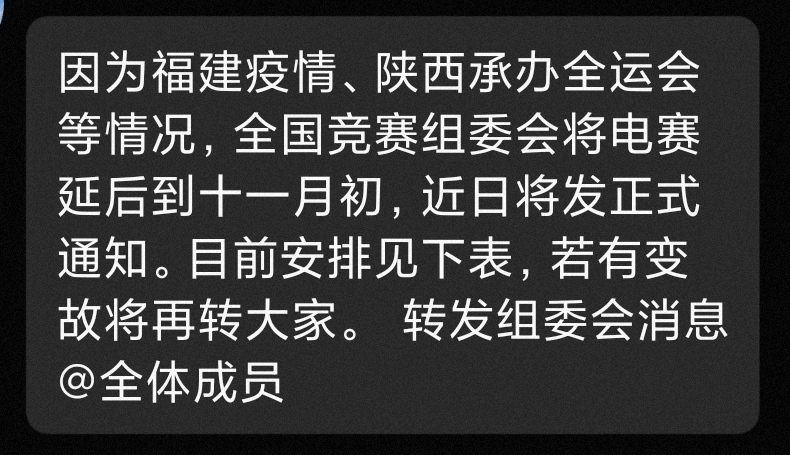 因为福建疫情、陕西承办全运会
等情况，全国竞赛组委会将电赛
延后到十一月初，近日将发正式
通知。目前安排见下表，若有变
故将再转大家。 转发组委会消息
@全体成员